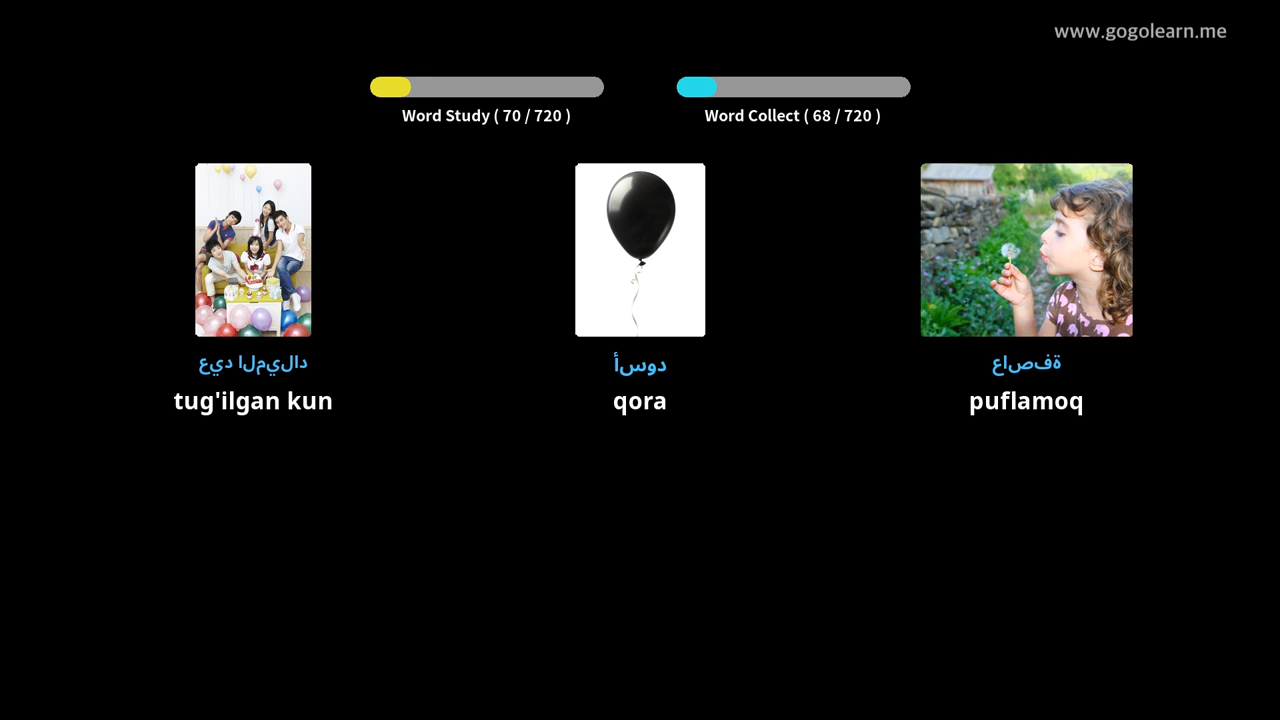 www.gogolearn.me
Word Study ( 70 / 720 )
Word Collect ( 68 / 720 )
عيد الميلاد
tug'ilgan kun
أسود
qora
عاصفة
puflamoq